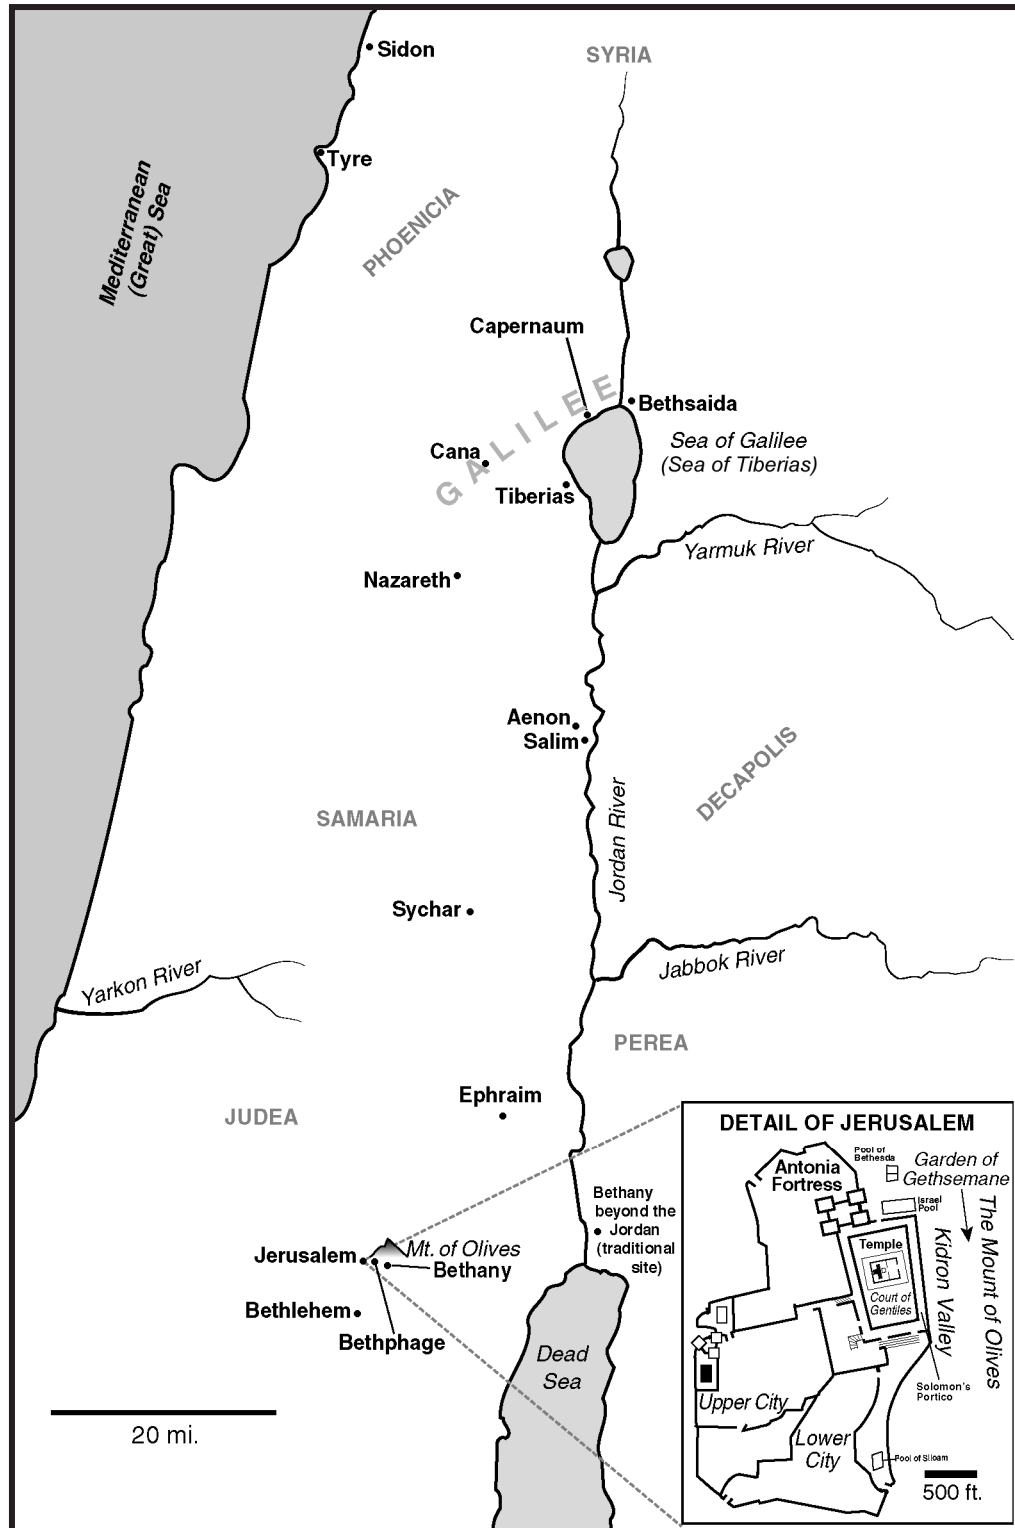 Sidon
SYRIA
Tyre
Mediterranean
(Great) Sea
PHOENICIA
Capernaum
GALILEE
Bethsaida
Sea of Galilee
(Sea of Tiberias)
Cana
Tiberias
Yarmuk River
Nazareth
Aenon
Salim
DECAPOLIS
Jordan River
SAMARIA
Sychar
Yarkon River
Jabbok River
PEREA
Ephraim
JUDEA
Bethany
beyond the
Jordan
(traditional
site)
Jerusalem
Mt. of Olives
Bethany
Bethlehem
Bethphage
Dead
Sea
20 mi.
DETAIL OF JERUSALEM
Pool of
Bethesda
Garden of
Gethsemane
Antonia
Fortress
Israel
Pool
The Mount of Olives
Kidron Valley
Temple
Court of
Gentiles
Solomon's
Portico
Upper City
Lower
City
Pool of Siloam
500 ft.